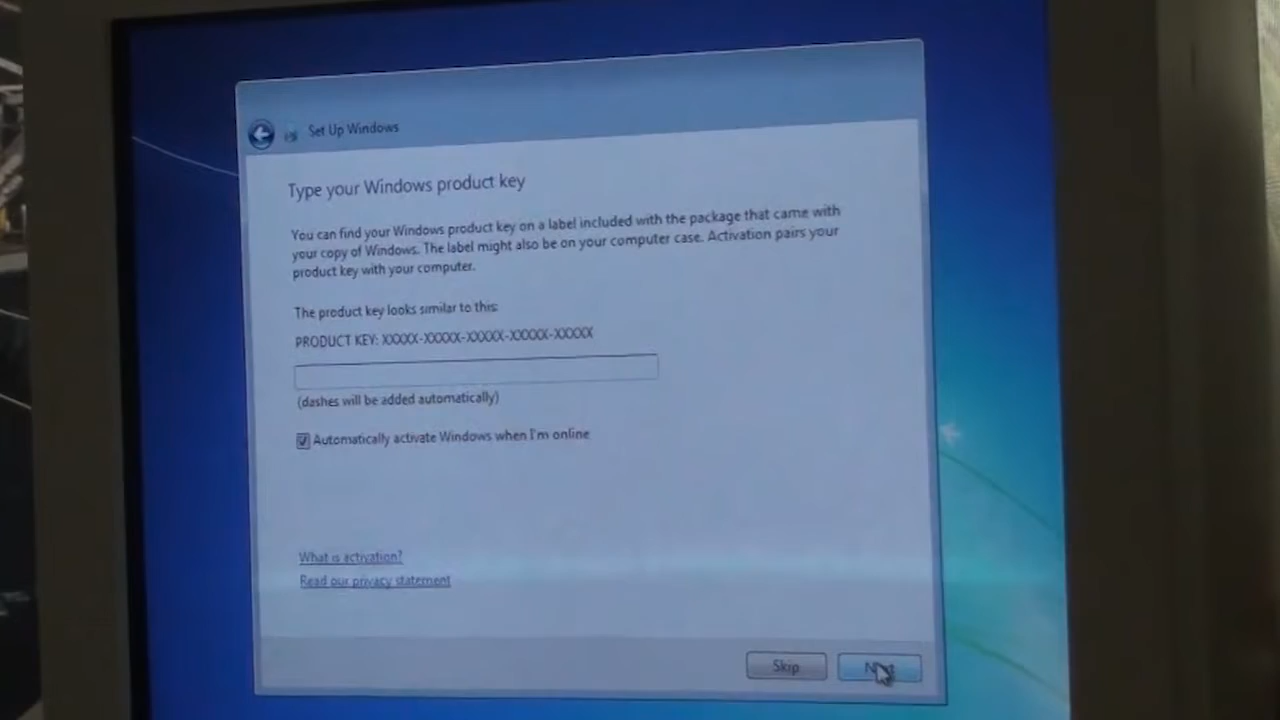 Set Up Windows
Type your Windows product key
You can find your Windows product key on a label included with the package that came with
your copy of Windows. The label might also be on your computer case. Activation pairs your
product key with your computer.
The product key looks similar to this:
PRODUCT KEY: XXXXX-XXXXX-XXXXX-XXXXX-XXXXX
(dashes will be added automatically)
Automatically activate Windows when I'm online
What is activation?
Read our privacy statement
Skip
Next